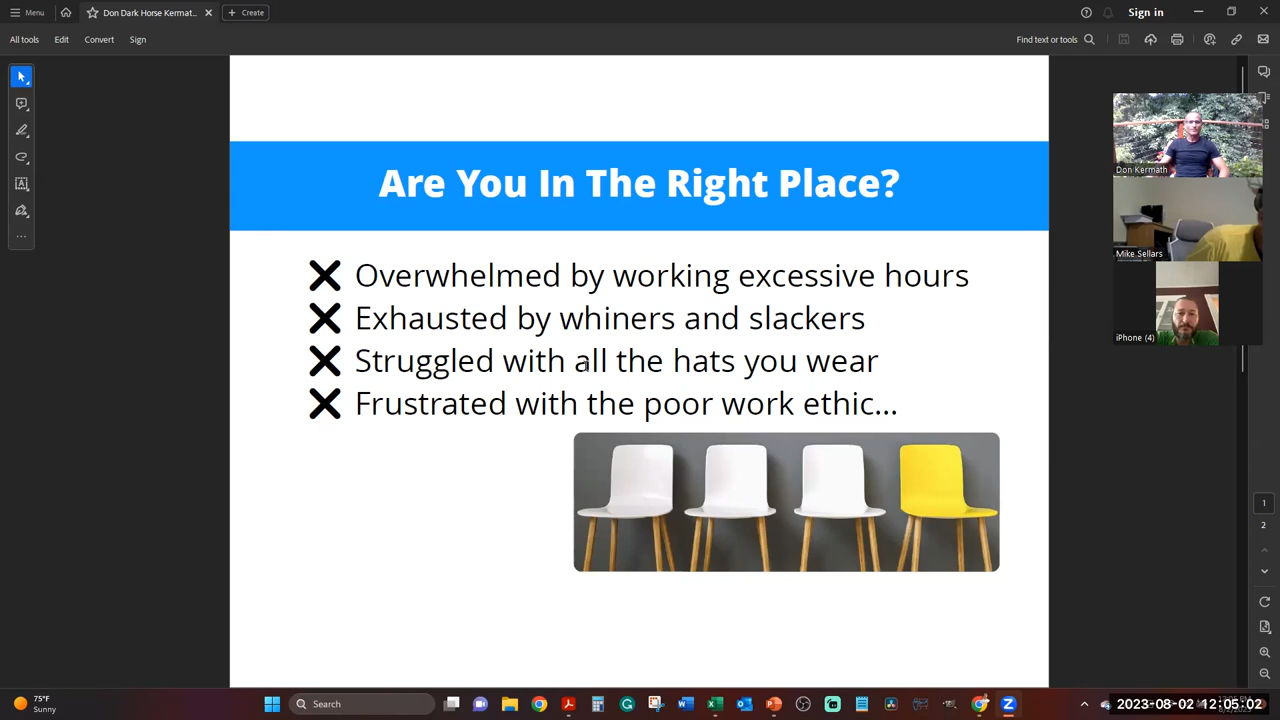 Menu
Don Dark Horse Kermat...
Create
Sign in
All tools
Edit
Convert
Sign
Find text or tools
Are You In The Right Place?
Overwhelmed by working excessive hours
Exhausted by whiners and slackers
Struggled with all the hats you wear
Frustrated with the poor work ethic...
Don Kermath
Mike Sellars
iPhone (4)
1
2
75°F
Sunny
Search
2023-08-02 12:05:02